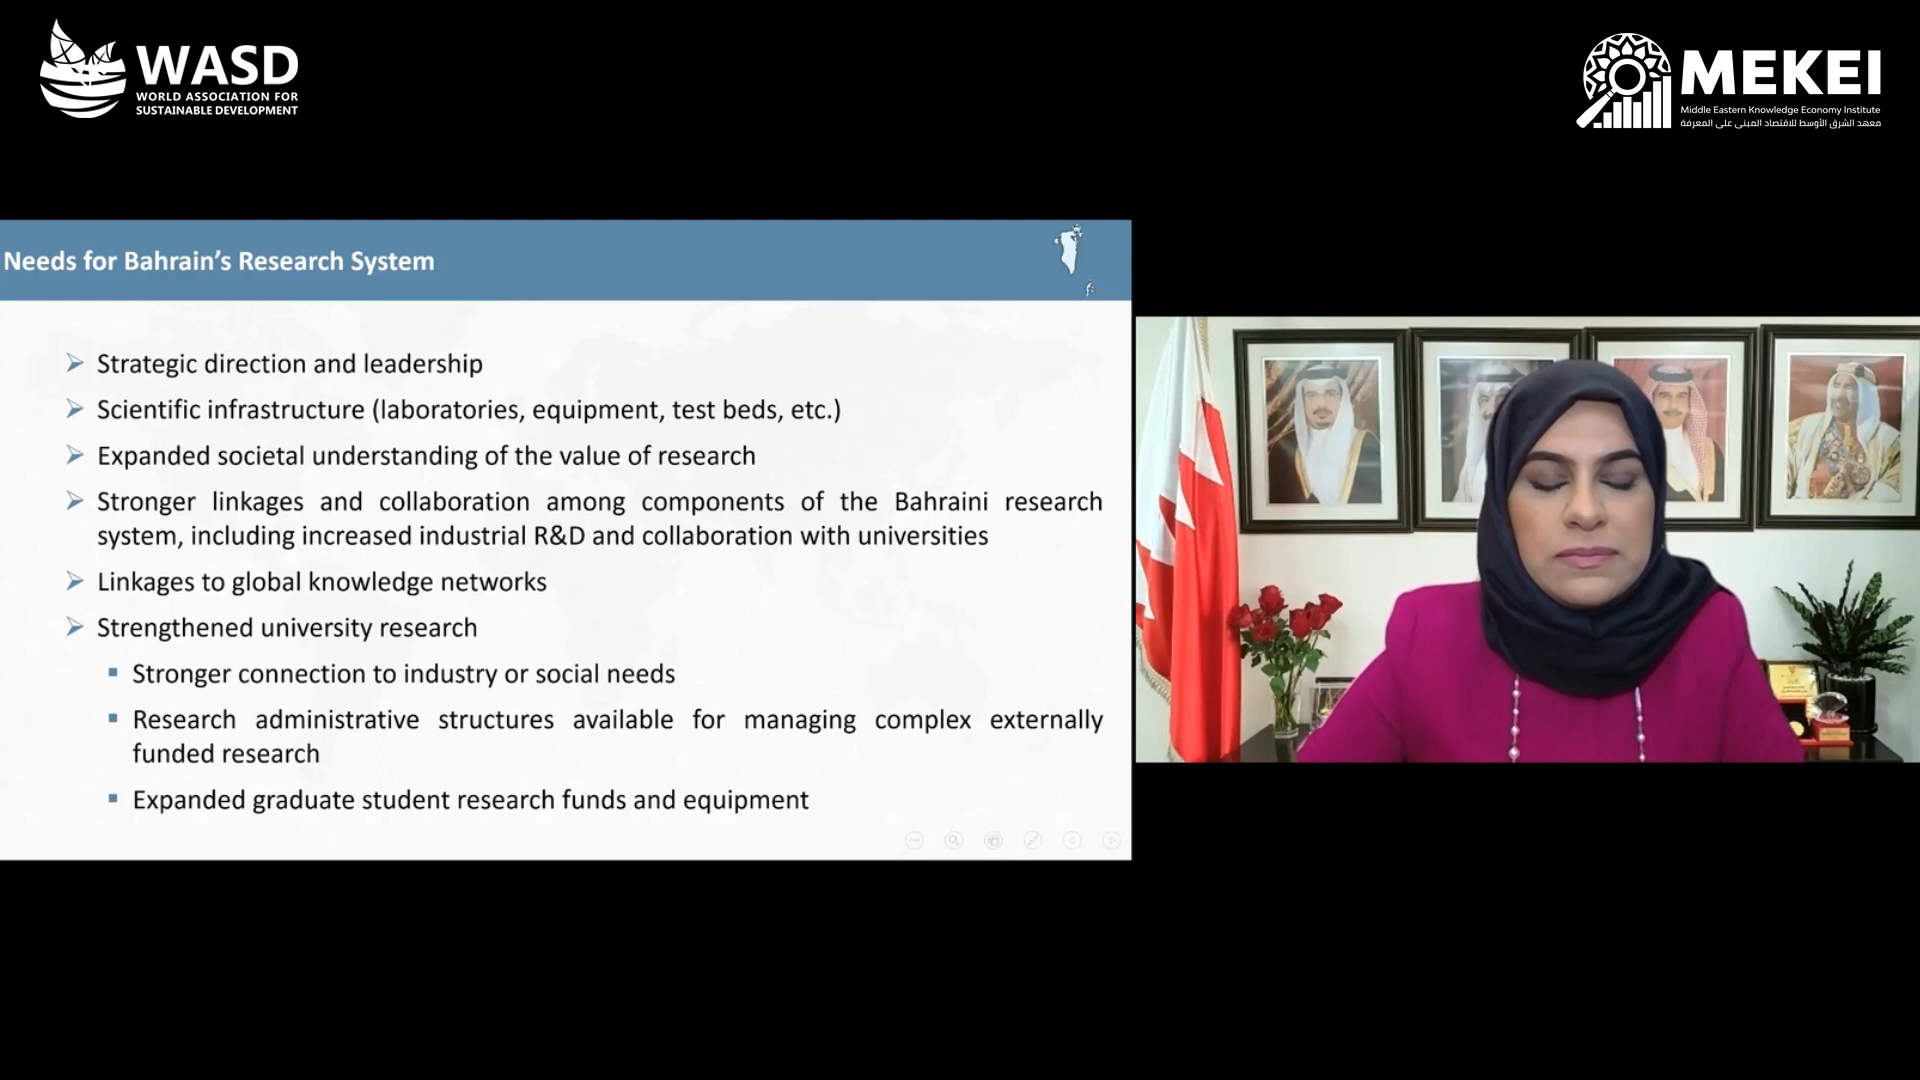 WASD
WORLD ASSOCIATION FOR
SUSTAINABLE DEVELOPMENT
MEKEI
Middle Eastern Knowledge Economy Institute
معهد الشرق الأوسط للاقتصاد المبني على المعرفة
Needs for Bahrain’s Research System
Strategic direction and leadership
Scientific infrastructure (laboratories, equipment, test beds, etc.)
Expanded societal understanding of the value of research
Stronger linkages and collaboration among components of the Bahraini research
system, including increased industrial R&D and collaboration with universities
Linkages to global knowledge networks
Strengthened university research
Stronger connection to industry or social needs
Research administrative structures available for managing complex externally
funded research
Expanded graduate student research funds and equipment